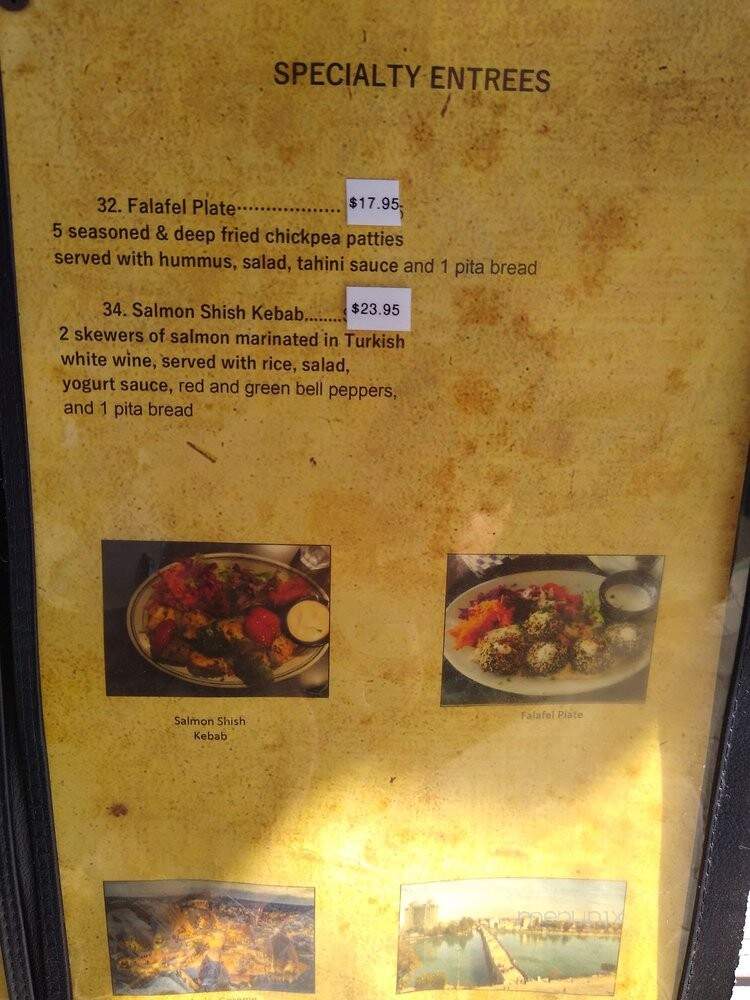 SPECIALTY ENTREES
32. Falafel Plate.................. $17.95
5 seasoned & deep fried chickpea patties
served with hummus, salad, tahini sauce and 1 pita bread
34. Salmon Shish Kebab........ $23.95
2 skewers of salmon marinated in Turkish
white wine, served with rice, salad,
yogurt sauce, red and green bell peppers,
and 1 pita bread
Salmon Shish
Kebab
Falafel Plate
menupix